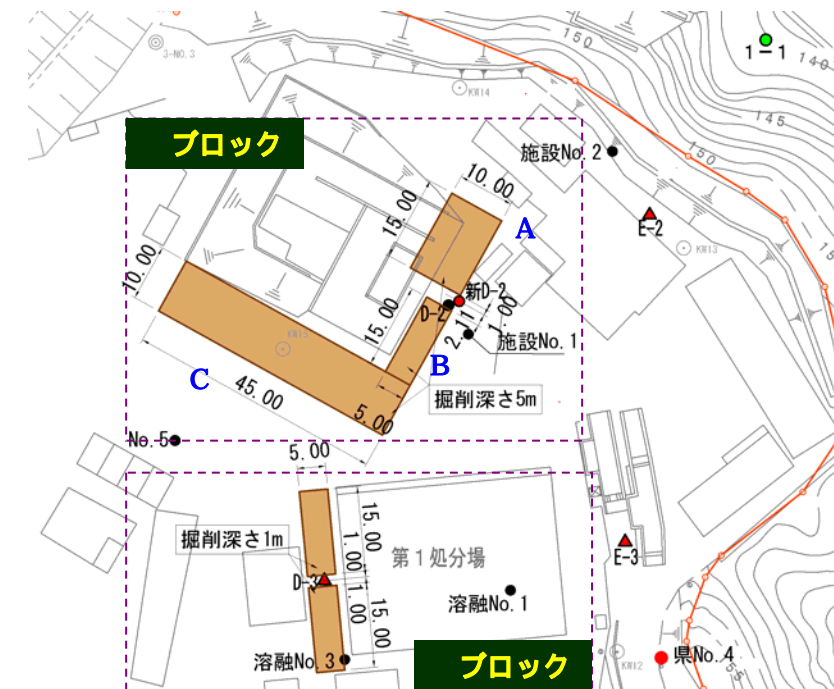 150
1－1
140
3-NO.3
KW14
145
ブロック
施設No.2
150
10.00
15.00
A
E-2
KW13
15
10.00
新D-2
D-2
15.00
1.00
2.11
施設No.1
KW15
B
C
45.00
掘削深さ5m
5.00
No.5
5.00
15.00
掘削深さ1m
第1処分場
1.00
E-3
D-3
1.00
溶融No.1
15.00
溶融No.3
ブロック
KW12
県No.4
155